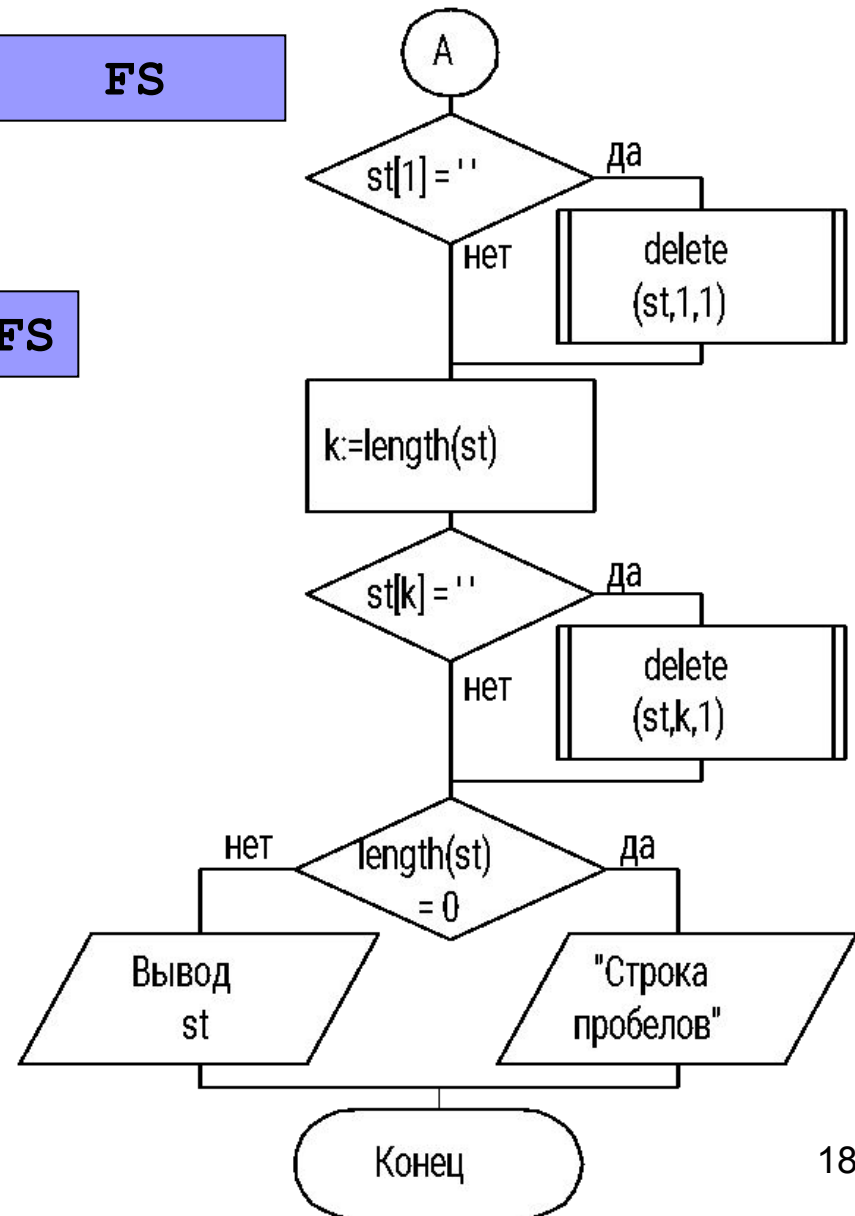 FS
FS
A
st[1] = ' '
да
нет
delete
(st,1,1)
k:=length(st)
st[k] = ' '
да
нет
delete
(st,k,1)
нет
length(st)
= 0
да
Вывод
st
"Строка
пробелов"
Конец
18